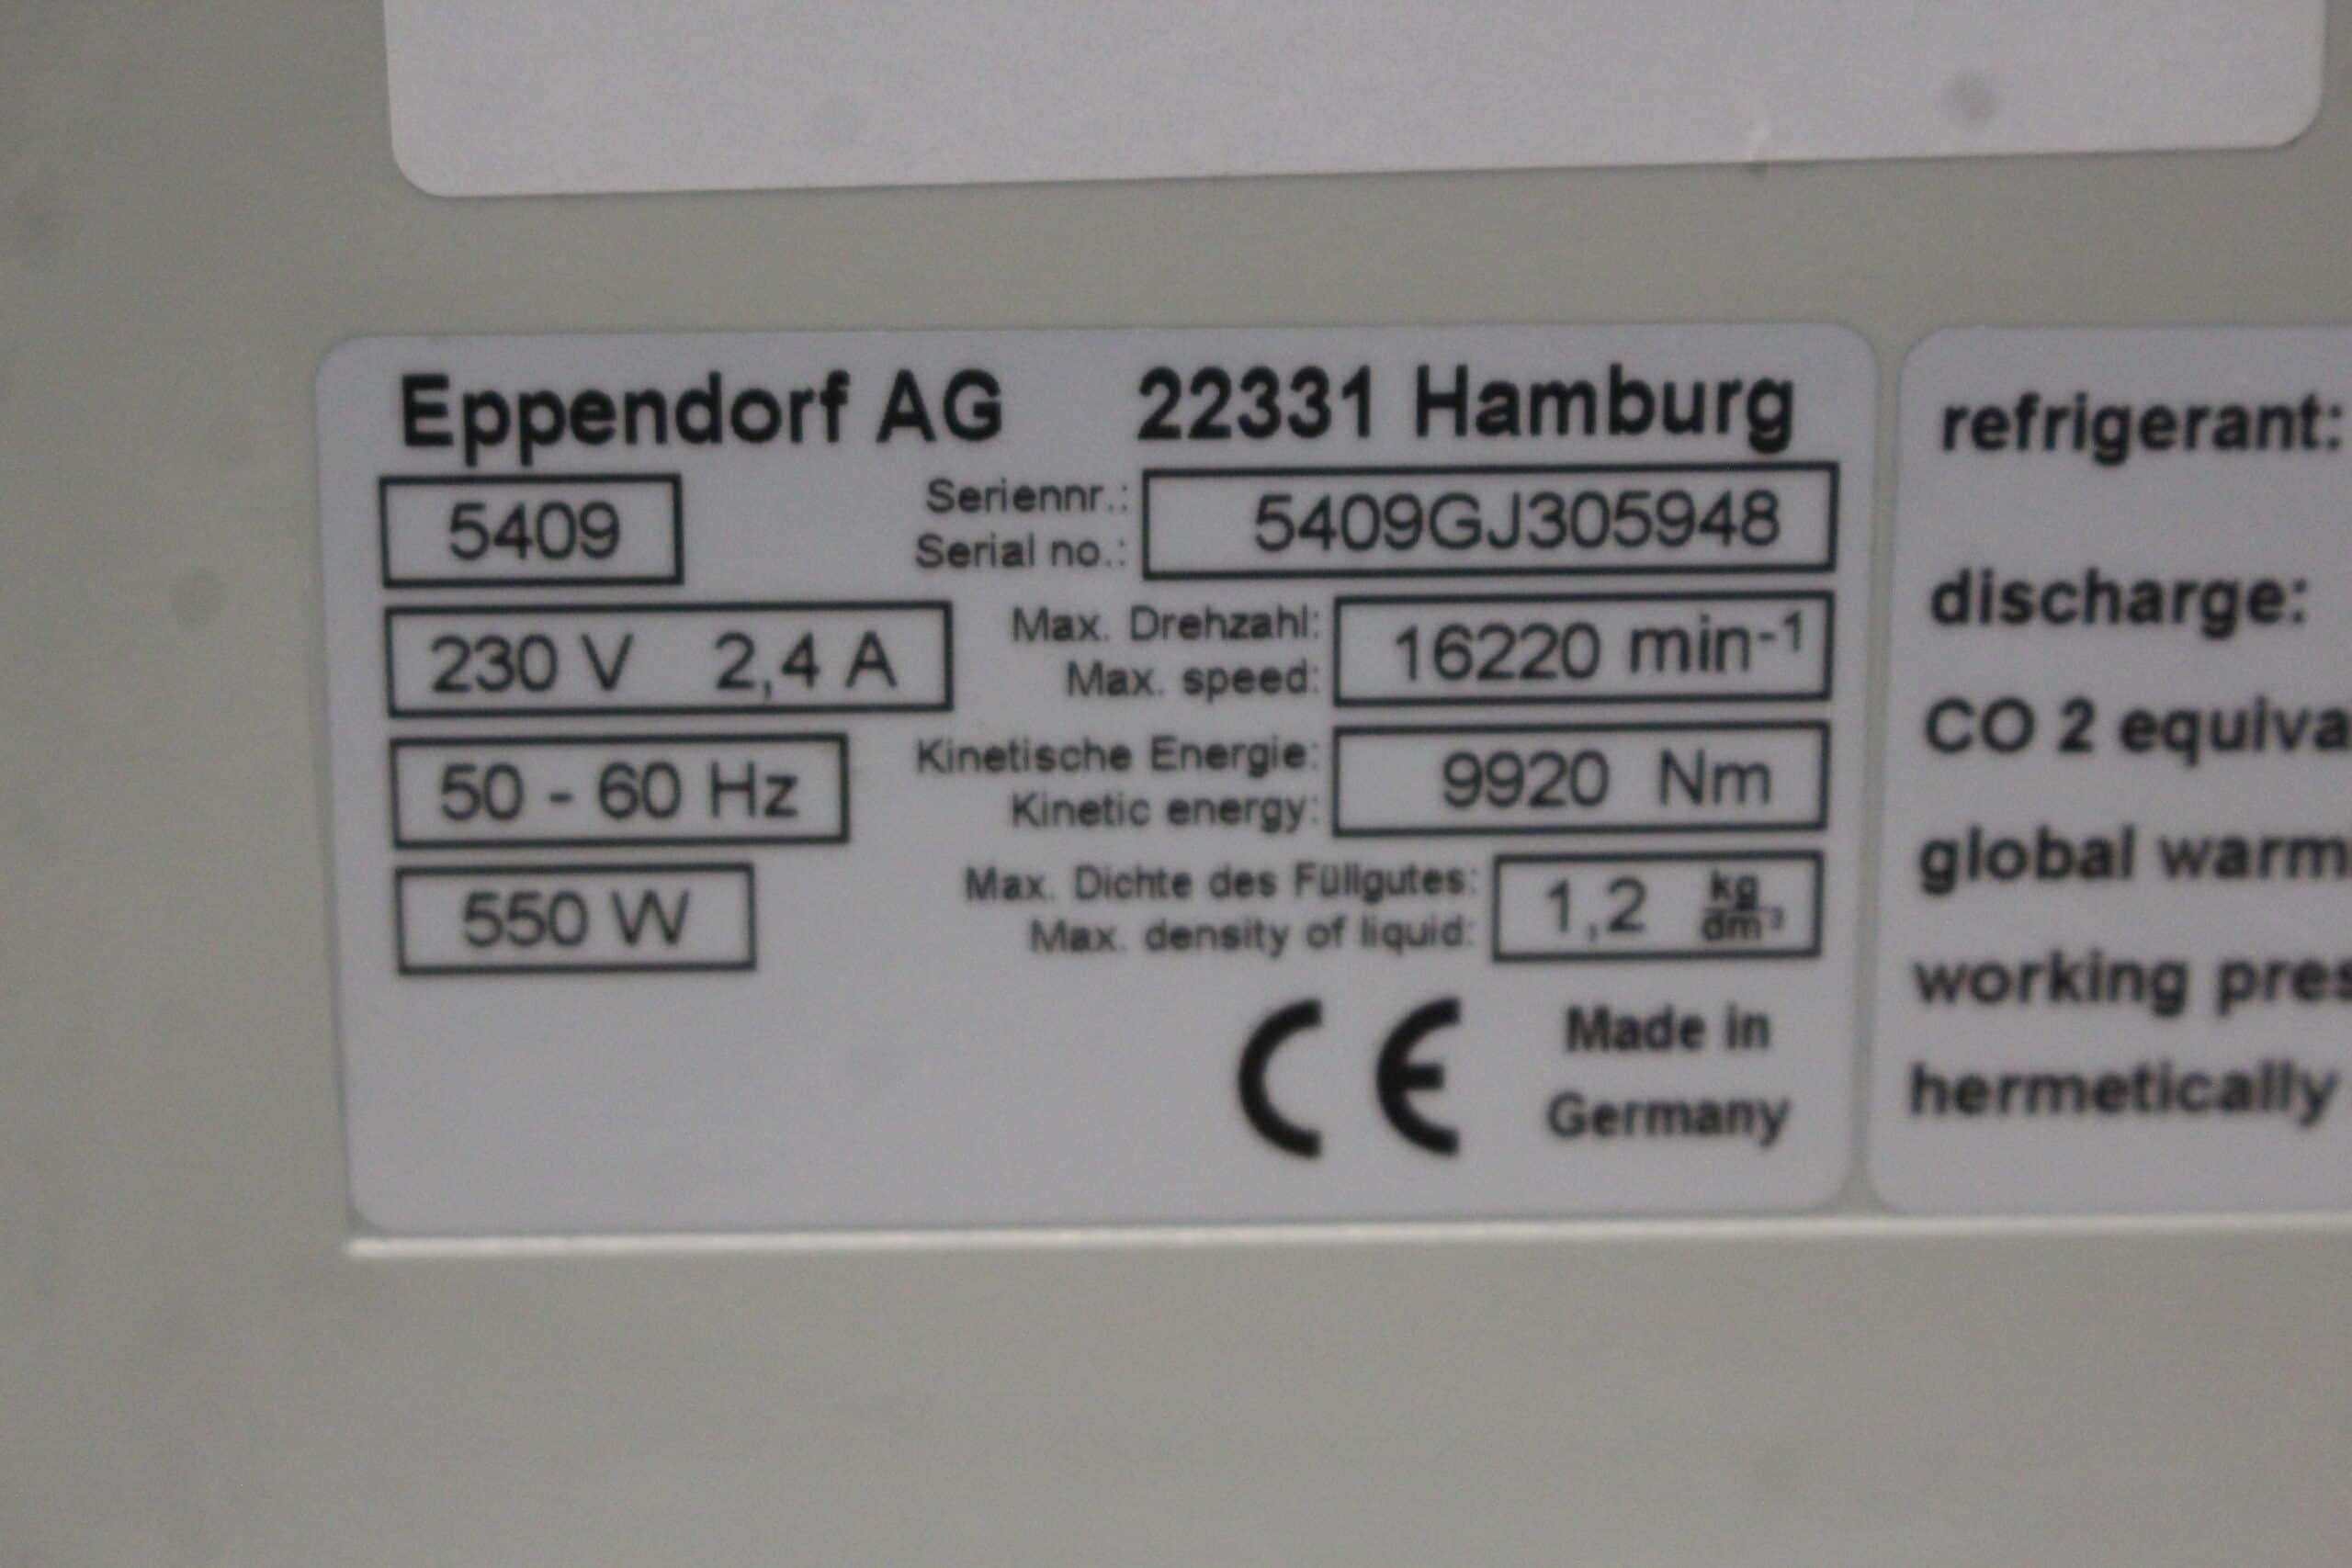 Eppendorf AG 22331 Hamburg
5409
Seriennr.:
Serial no.:
5409GJ305948
230 V 2,4 A
Max. Drehzahl:
Max. speed:
16220 min-1
50 - 60 Hz
Kinetische Energie:
Kinetic energy:
9920 Nm
550 W
Max. Dichte des Füllgutes:
Max. density of liquid:
1,2 kg/dm³
CE
Made in
Germany
refrigerant:
discharge:
CO 2 equiva
global warm
working pres
hermetically